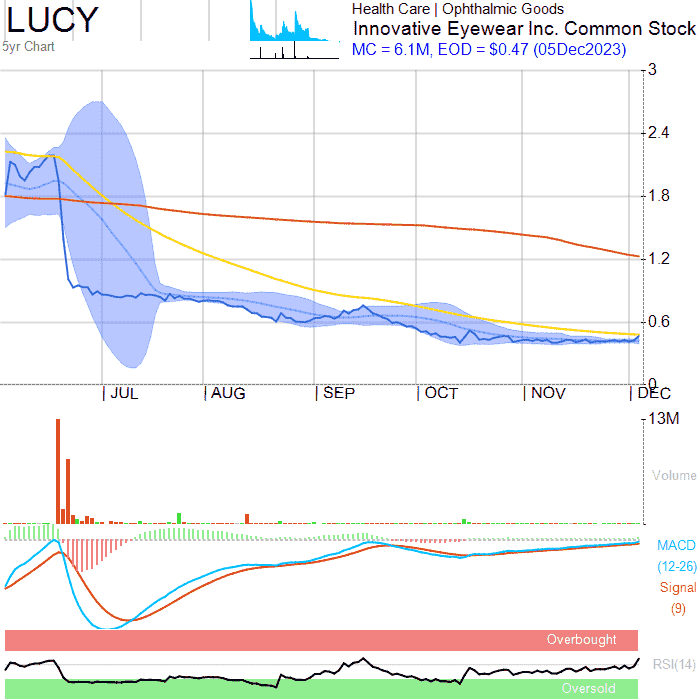 LUCY
5yr Chart
Health Care | Ophthalmic Goods
Innovative Eyewear Inc. Common Stock
MC = 6.1M, EOD = $0.47 (05Dec2023)
3
2.4
1.8
1.2
0.6
0
JUL AUG SEP OCT NOV DEC
13M
Volume
MACD
(12-26)
Signal
(9)
Overbought
RSI(14)
Oversold